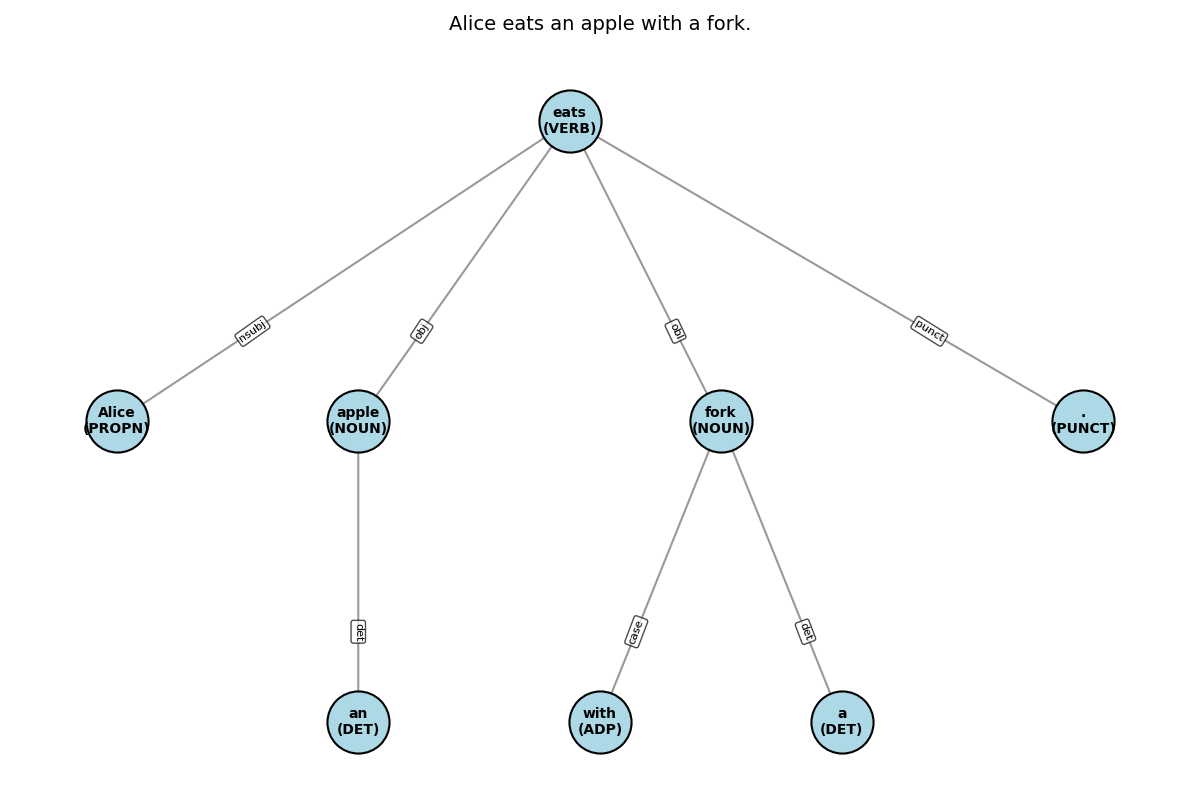 Alice eats an apple with a fork.
eats
(VERB)
nsubj
obj
obl
punct
Alice
(PROPN)
apple
(NOUN)
fork
(NOUN)
.
(PUNCT)
det
case
det
an
(DET)
with
(ADP)
a
(DET)